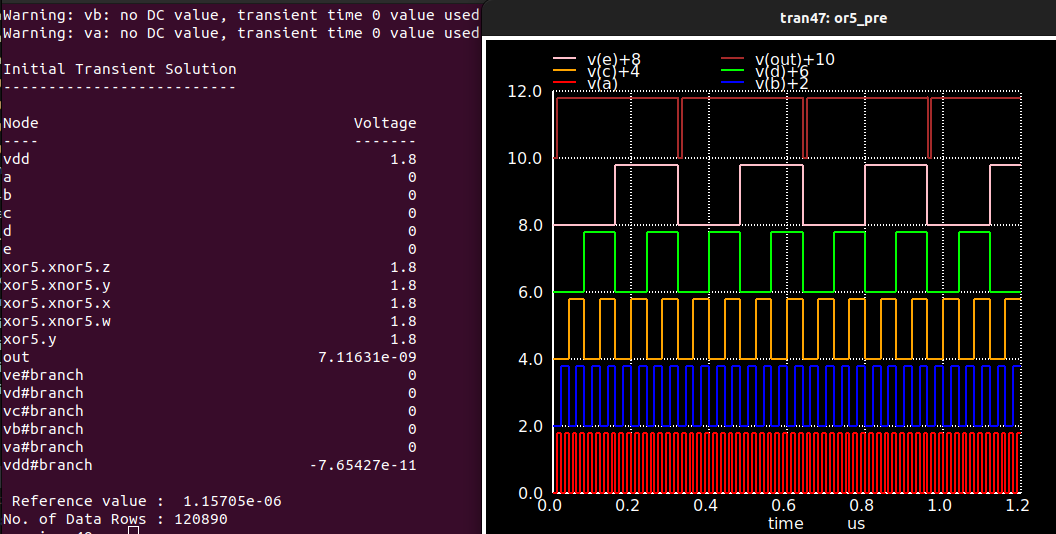 Warning: vb: no DC value, transient time 0 value used
Warning: va: no DC value, transient time 0 value used
Initial Transient Solution
--------------------------
Node Voltage
---- -------
vdd 1.8
a 0
b 0
c 0
d 0
e 0
xor5.xnor5.z 1.8
xor5.xnor5.y 1.8
xor5.xnor5.x 1.8
xor5.xnor5.w 1.8
xor5.y 1.8
out 7.11631e-09
ve#branch 0
vd#branch 0
vc#branch 0
vb#branch 0
va#branch 0
vdd#branch -7.65427e-11
Reference value : 1.15705e-06
No. of Data Rows : 120890
tran47: or5_pre
v(e)+8 v(out)+10
v(c)+4 v(d)+6
v(a) v(b)+2
12.0
10.0
8.0
6.0
4.0
2.0
0.0
0.0 0.2 0.4 0.6 0.8 1.0 1.2
time us